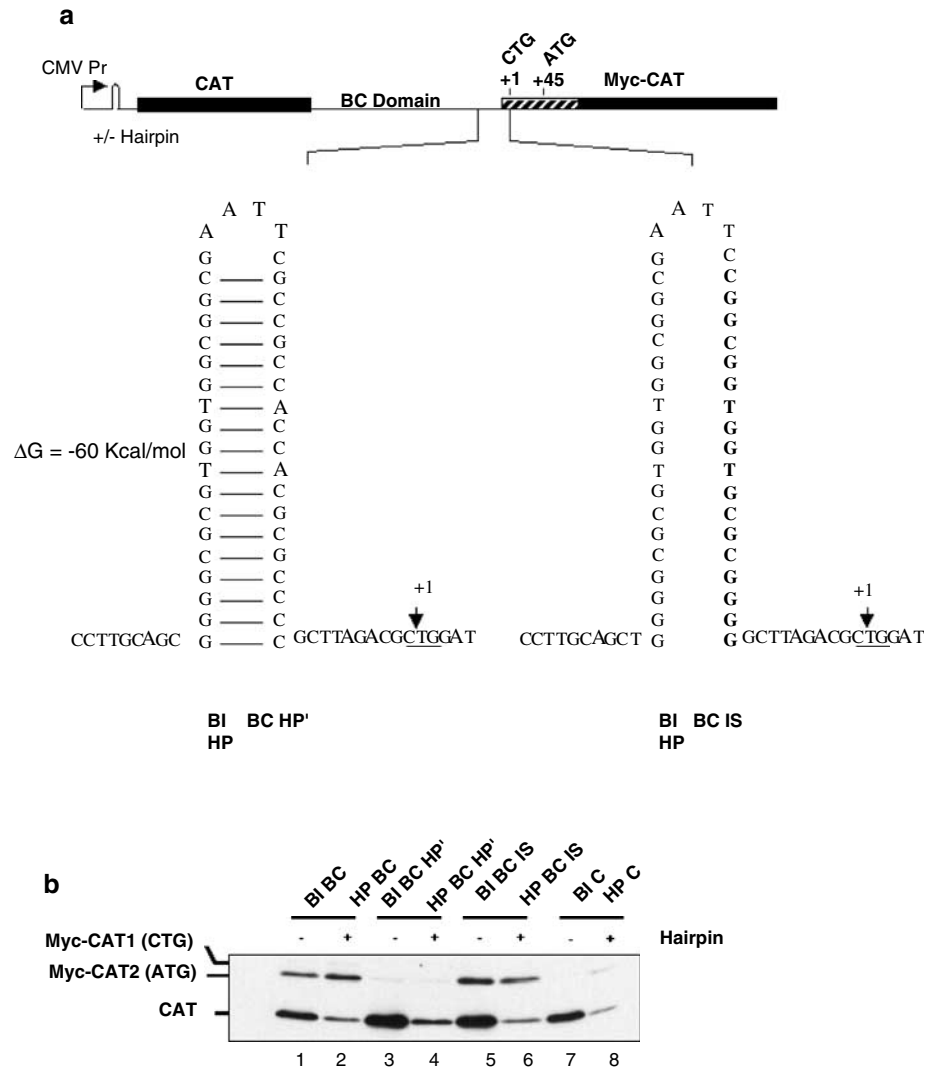 a
CTG
ATG
CMV Pr
CAT
+1
+45
Myc-CAT
BC Domain
+/- Hairpin
A T
A T
G C
C G
G C
G C
C G
G C
G C
T A
G C
G C
T A
G C
C G
G C
C G
G C
G C
G C
G C
ΔG = -60 Kcal/mol
CCTTGCAGC
+1
GCTTAGACGCTGGAT
A T
A T
G C
C C
G G
G G
C C
G G
G G
T T
G G
G G
T T
G G
C C
G G
C C
G G
G G
G G
G G
CCTTGCAGCT
+1
GCTTAGACGCTGGAT
BI BC HP'
HP
BI BC IS
HP
b
BI BC
HP BC
BI BC HP'
HP BC HP'
BI BC IS
HP BC IS
BI C
HP C
- + - + - + - +
Hairpin
Myc-CAT1 (CTG)
Myc-CAT2 (ATG)
CAT
1 2 3 4 5 6 7 8